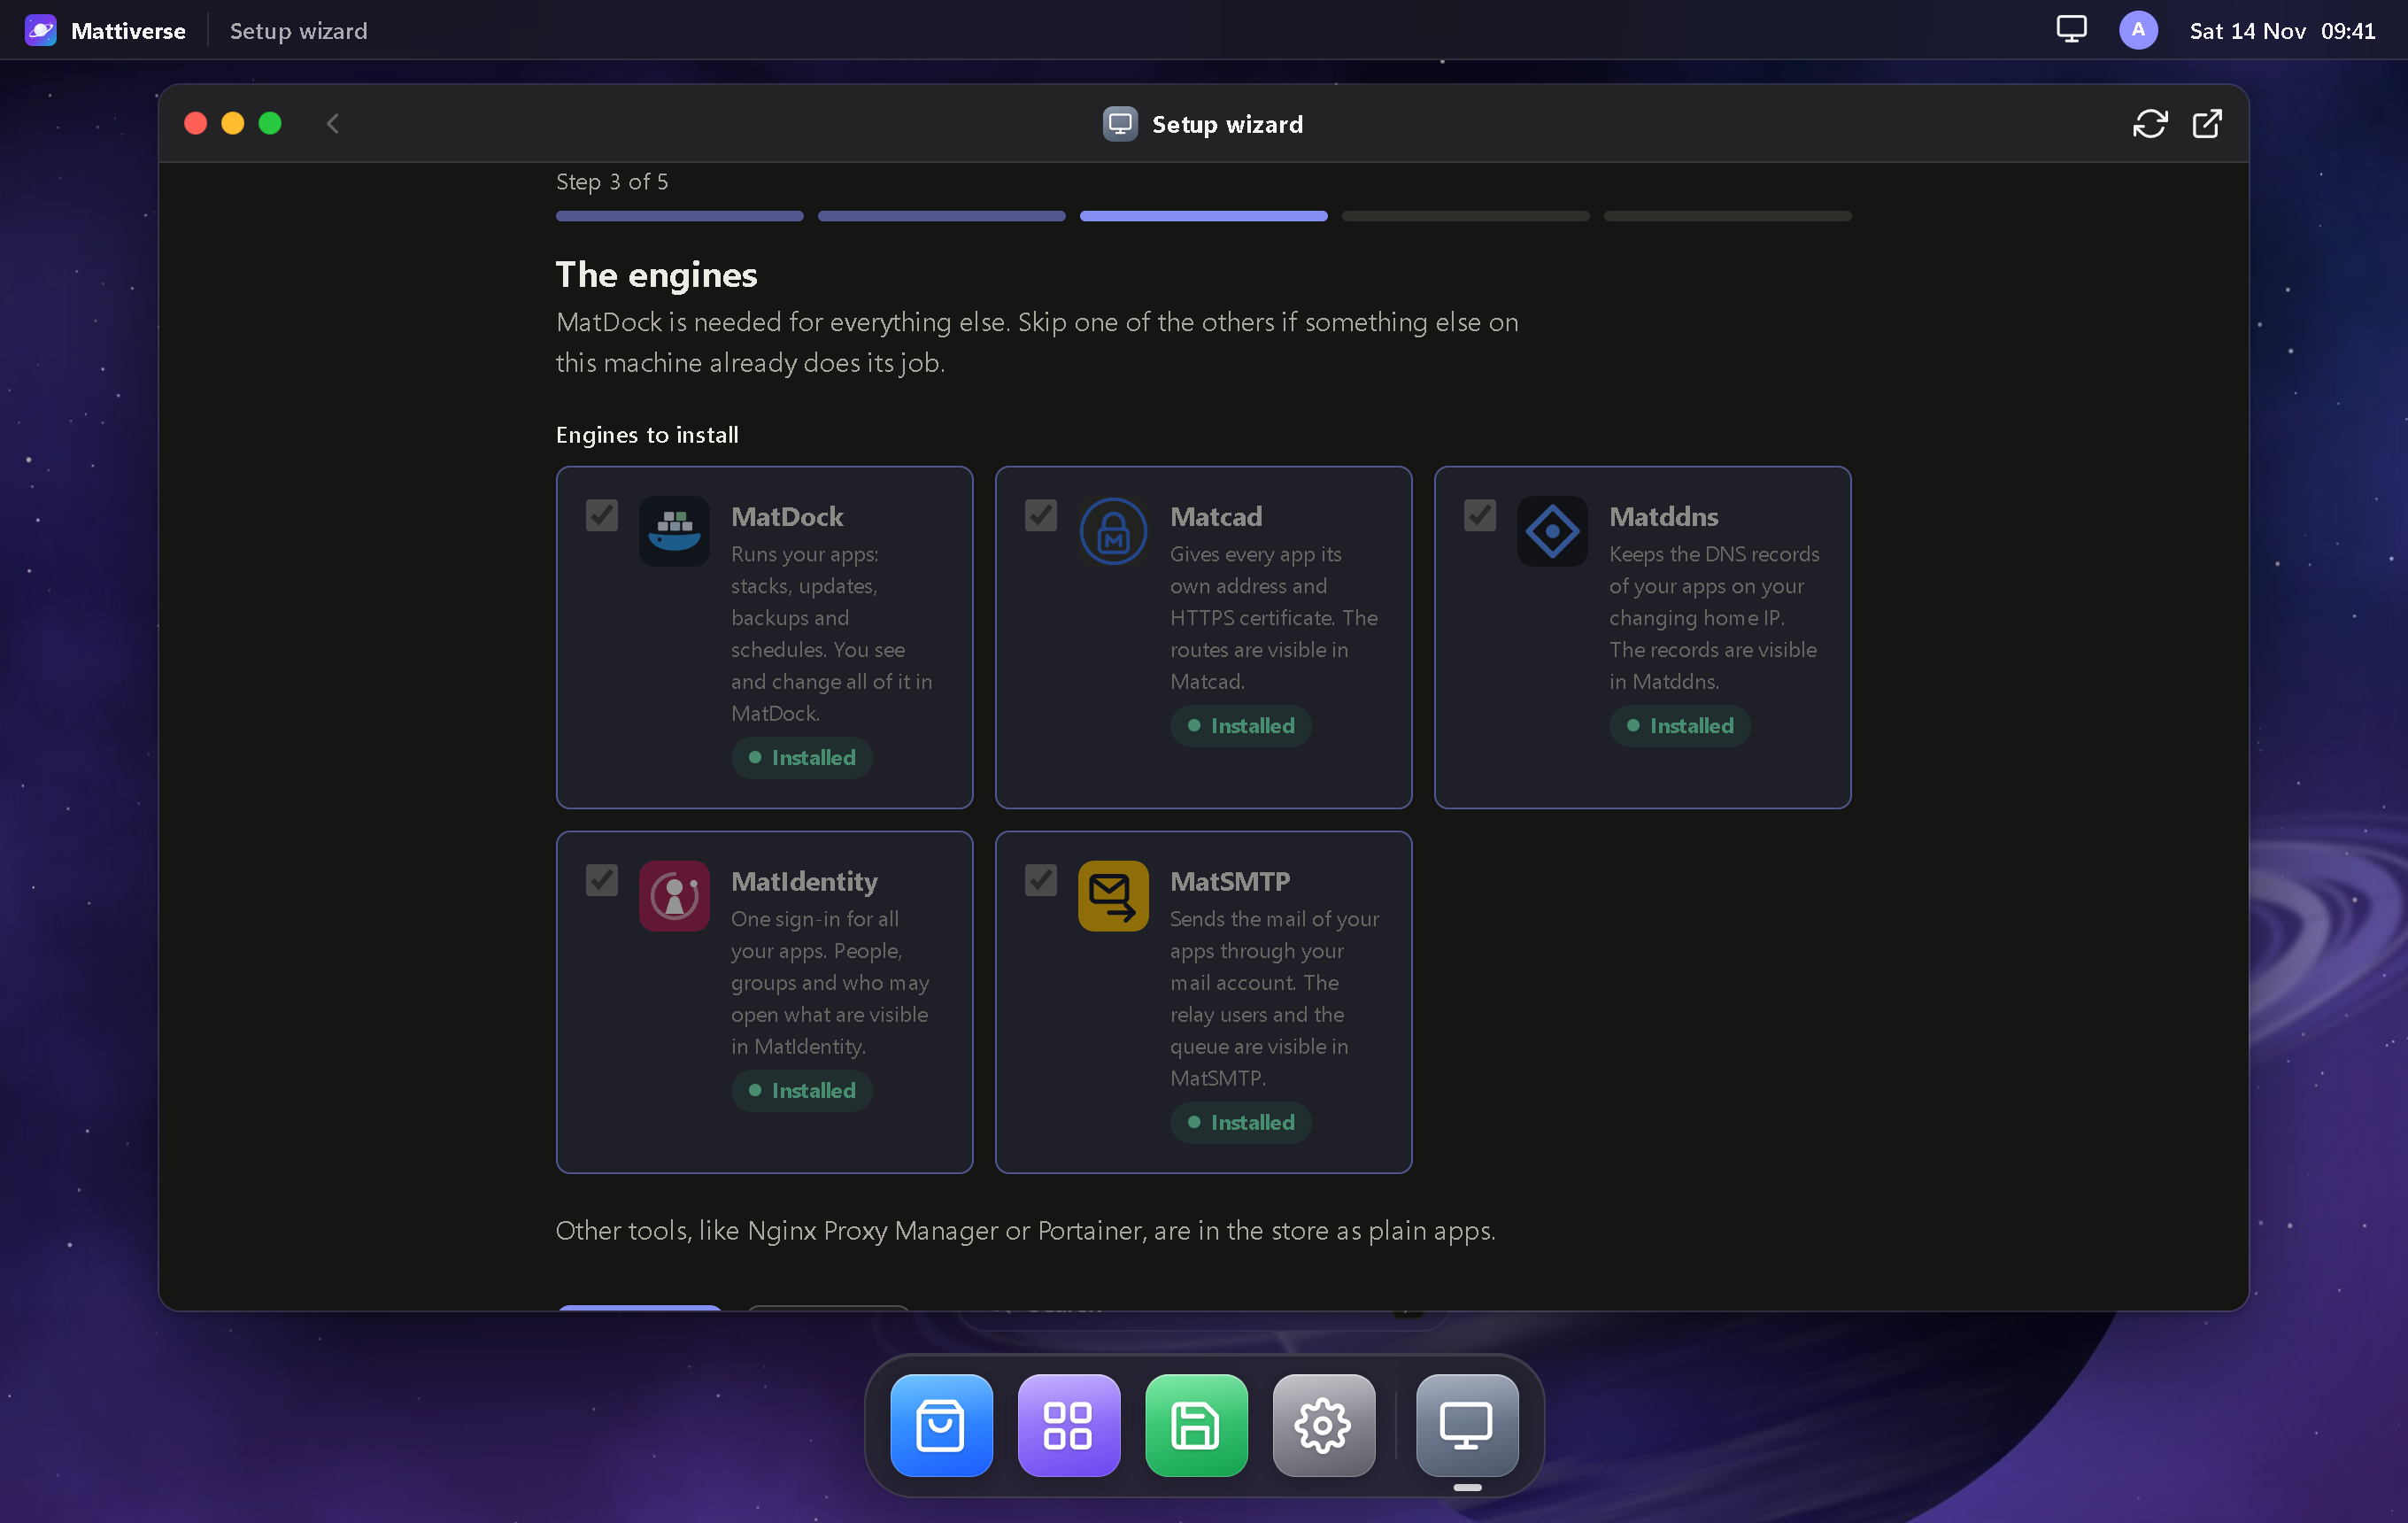 Mattiverse
Setup wizard
A
Sat 14 Nov 09:41
Setup wizard
Step 3 of 5
The engines
MatDock is needed for everything else. Skip one of the others if something else on
this machine already does its job.
Engines to install
MatDock
Runs your apps:
stacks, updates,
backups and
schedules. You see
and change all of it in
MatDock.
Installed
Matcad
Gives every app its
own address and
HTTPS certificate. The
routes are visible in
Matcad.
Installed
Matddns
Keeps the DNS records
of your apps on your
changing home IP.
The records are visible
in Matddns.
Installed
MatIdentity
One sign-in for all
your apps. People,
groups and who may
open what are visible
in MatIdentity.
Installed
MatSMTP
Sends the mail of your
apps through your
mail account. The
relay users and the
queue are visible in
MatSMTP.
Installed
Other tools, like Nginx Proxy Manager or Portainer, are in the store as plain apps.